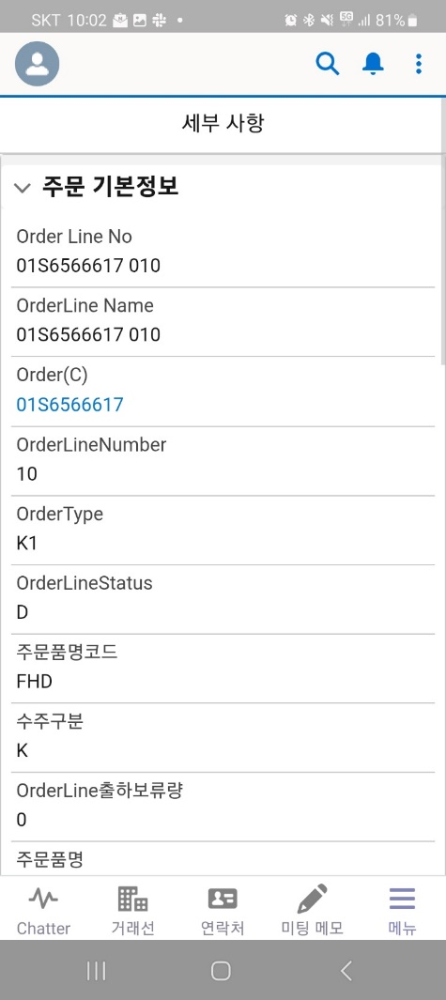 SKT 10:02
5G 81%
세부 사항
주문 기본정보
Order Line No
01S6566617 010
OrderLine Name
01S6566617 010
Order(C)
01S6566617
OrderLineNumber
10
OrderType
K1
OrderLineStatus
D
주문품명코드
FHD
수주구분
K
OrderLine출하보류량
0
주문품명
Chatter 거래선 연락처 미팅 메모 메뉴